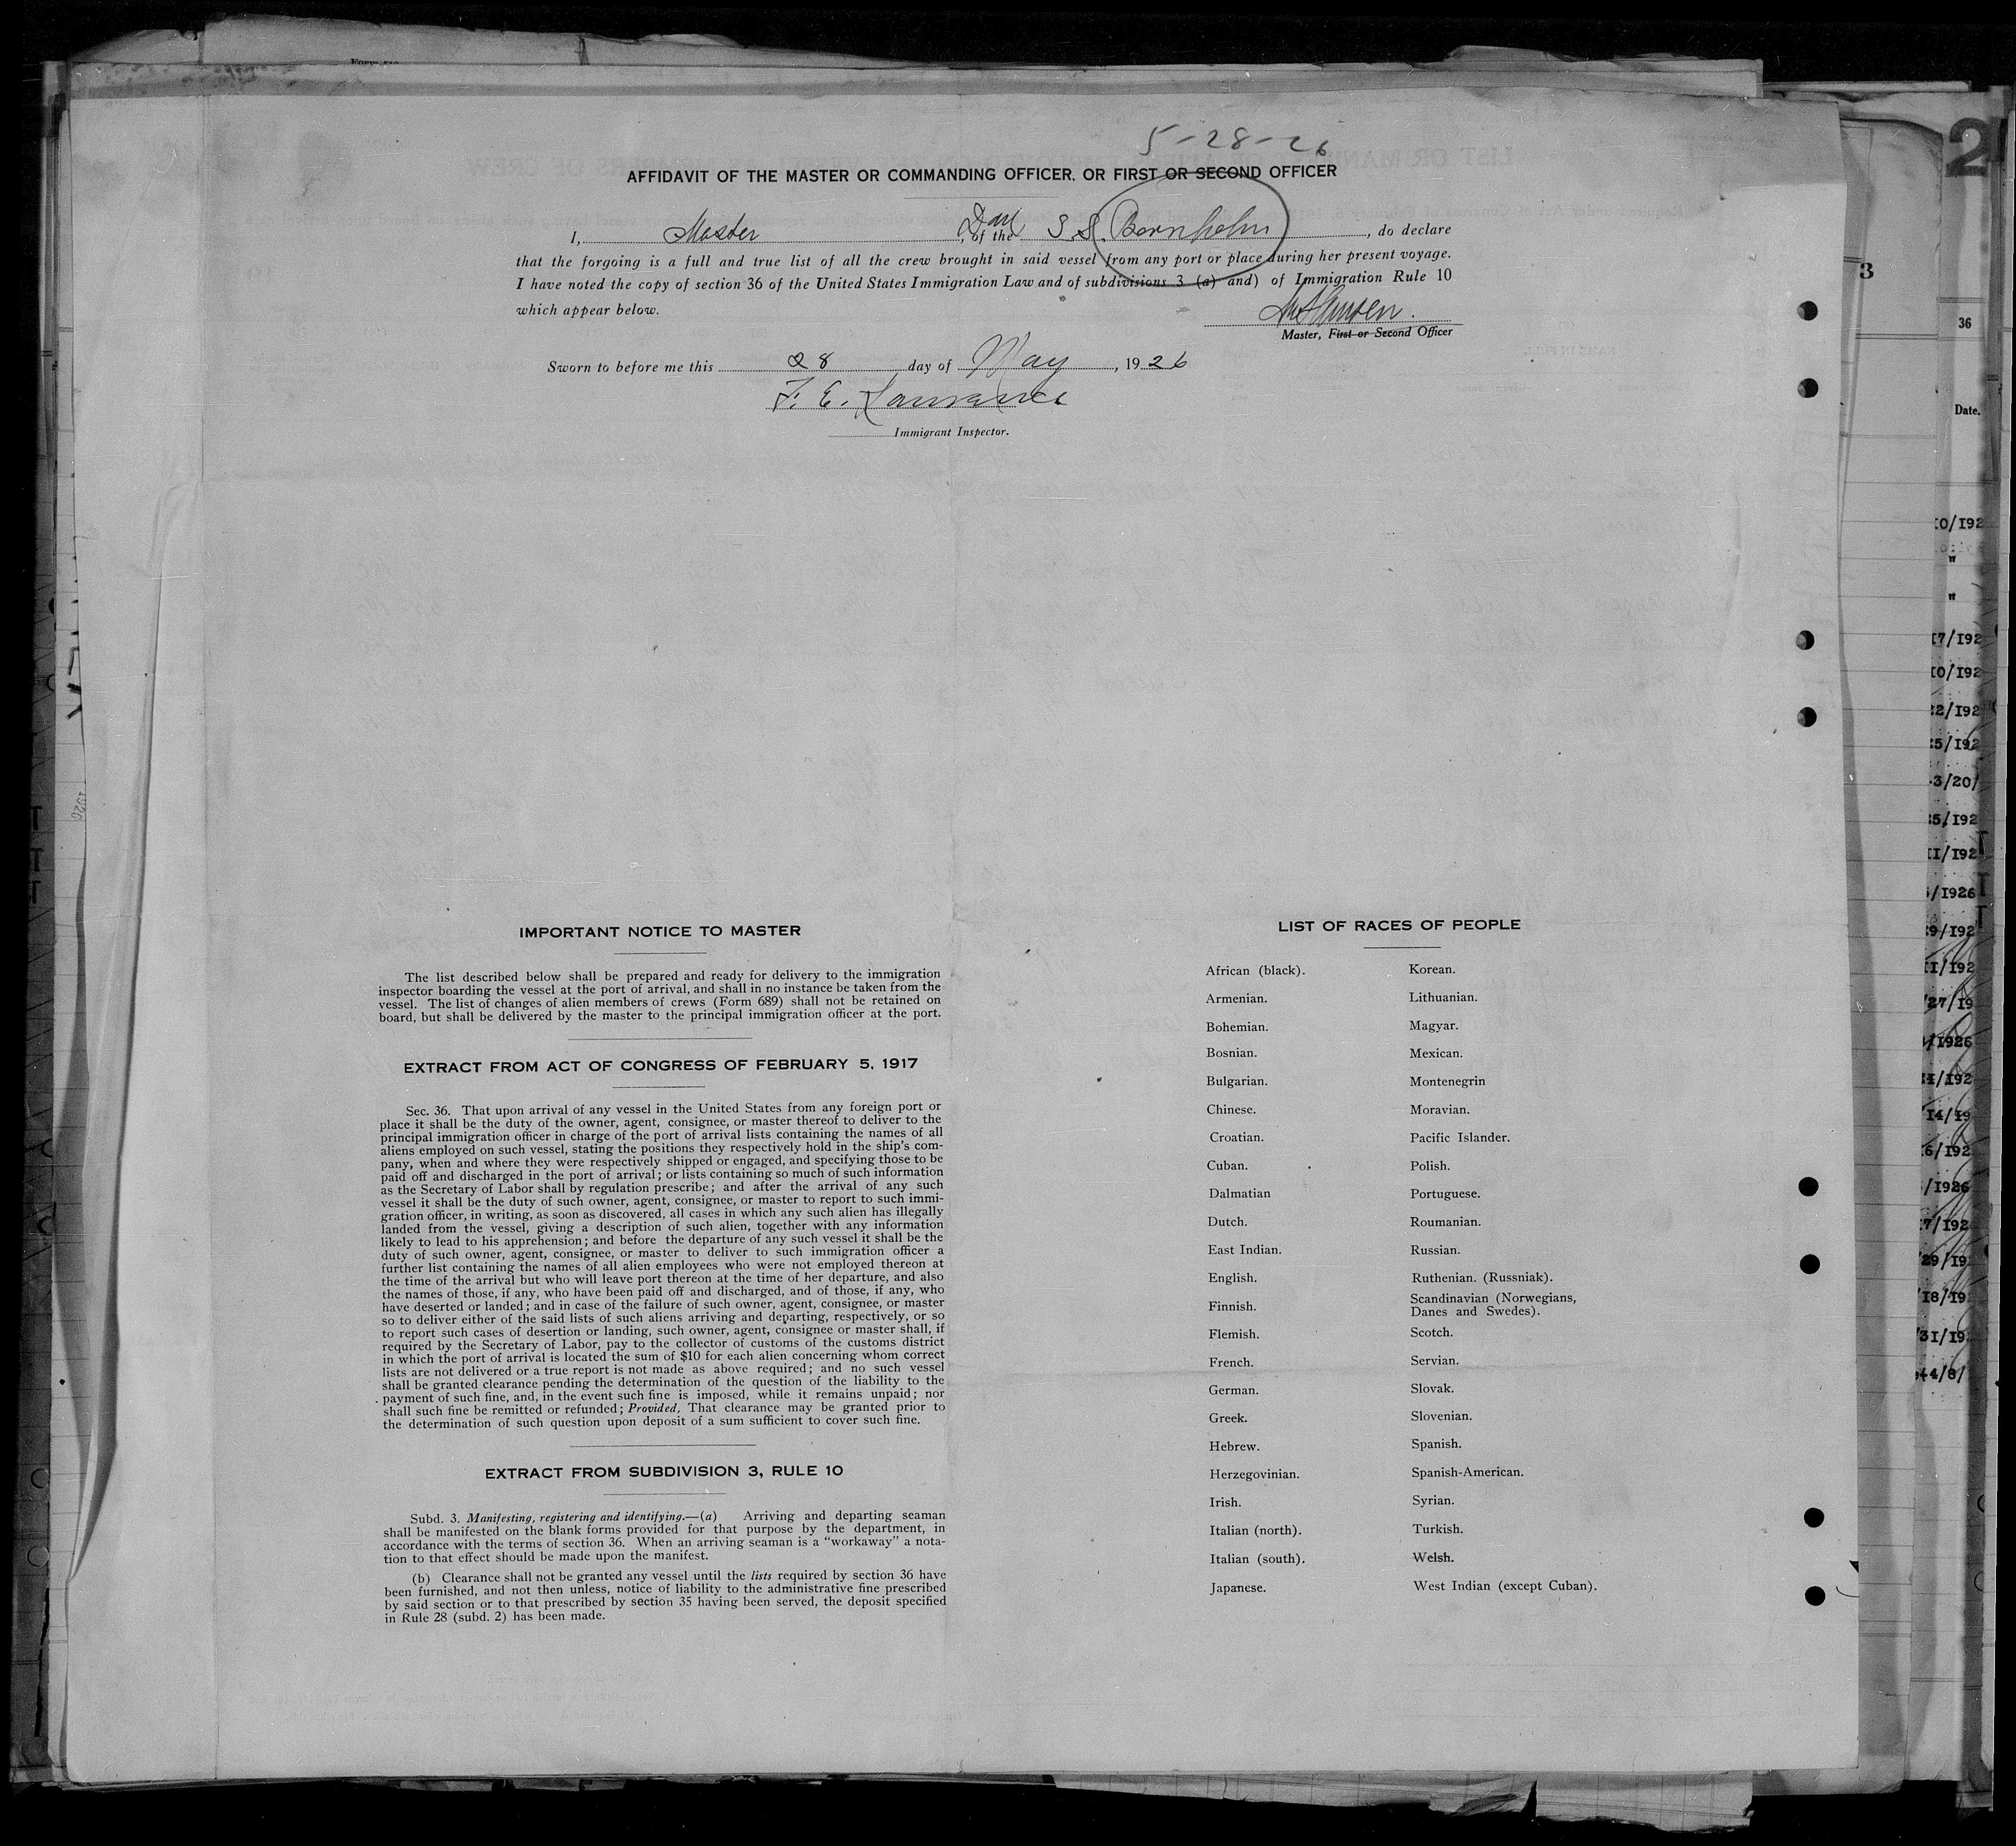 5-28-26
AFFIDAVIT OF THE MASTER OR COMMANDING OFFICER, OR FIRST OR SECOND OFFICER
I, Master, of the Dan S.S. Bornholm, do declare
that the forgoing is a full and true list of all the crew brought in said vessel from any port or place during her present voyage.
I have noted the copy of section 36 of the United States Immigration Law and of subdivisions 3 (a) and) of Immigration Rule 10
which appear below.
Master, First or Second Officer
Sworn to before me this 28 day of May, 1926
F. E. Lawrance
Immigrant Inspector.
IMPORTANT NOTICE TO MASTER
The list described below shall be prepared and ready for delivery to the immigration
inspector boarding the vessel at the port of arrival, and shall in no instance be taken from the
vessel. The list of changes of alien members of crews (Form 689) shall not be retained on
board, but shall be delivered by the master to the principal immigration officer at the port.
EXTRACT FROM ACT OF CONGRESS OF FEBRUARY 5, 1917
Sec. 36. That upon arrival of any vessel in the United States from any foreign port or
place it shall be the duty of the owner, agent, consignee, or master thereof to deliver to the
principal immigration officer in charge of the port of arrival lists containing the names of all
aliens employed on such vessel, stating the positions they respectively hold in the ship's com-
pany, when and where they were respectively shipped or engaged, and specifying those to be
paid off and discharged in the port of arrival; or lists containing so much of such information
as the Secretary of Labor shall by regulation prescribe; and after the arrival of any such
vessel it shall be the duty of such owner, agent, consignee, or master to report to such immi-
gration officer, in writing, as soon as discovered, all cases in which any such alien has illegally
landed from the vessel, giving a description of such alien, together with any information
likely to lead to his apprehension; and before the departure of any such vessel it shall be the
duty of such owner, agent, consignee, or master to deliver to such immigration officer a
further list containing the names of all alien employees who were not employed thereon at
the time of the arrival but who will leave port thereon at the time of her departure, and also
the names of those, if any, who have been paid off and discharged, and of those, if any, who
have deserted or landed; and in case of the failure of such owner, agent, consignee, or master
so to deliver either of the said lists of such aliens arriving and departing, respectively, or so
to report such cases of desertion or landing, such owner, agent, consignee or master shall, if
required by the Secretary of Labor, pay to the collector of customs of the customs district
in which the port of arrival is located the sum of $10 for each alien concerning whom correct
lists are not delivered or a true report is not made as above required; and no such vessel
shall be granted clearance pending the determination of the question of the liability to the
payment of such fine, and, in the event such fine is imposed, while it remains unpaid; nor
shall such fine be remitted or refunded; Provided, That clearance may be granted prior to
the determination of such question upon deposit of a sum sufficient to cover such fine.
EXTRACT FROM SUBDIVISION 3, RULE 10
Subd. 3. Manifesting, registering and identifying.—(a) Arriving and departing seaman
shall be manifested on the blank forms provided for that purpose by the department, in
accordance with the terms of section 36. When an arriving seaman is a "workaway" a nota-
tion to that effect should be made upon the manifest.
(b) Clearance shall not be granted any vessel until the lists required by section 36 have
been furnished, and not then unless, notice of liability to the administrative fine prescribed
by said section or to that prescribed by section 35 having been served, the deposit specified
in Rule 28 (subd. 2) has been made.
LIST OF RACES OF PEOPLE
African (black).
Armenian.
Bohemian.
Bosnian.
Bulgarian.
Chinese.
Croatian.
Cuban.
Dalmatian
Dutch.
East Indian.
English.
Finnish.
Flemish.
French.
German.
Greek.
Hebrew.
Herzegovinian.
Irish.
Italian (north).
Italian (south).
Japanese.
Korean.
Lithuanian.
Magyar.
Mexican.
Montenegrin
Moravian.
Pacific Islander.
Polish.
Portuguese.
Roumanian.
Russian.
Ruthenian. (Russniak).
Scandinavian (Norwegians,
Danes and Swedes).
Scotch.
Servian.
Slovak.
Slovenian.
Spanish.
Spanish-American.
Syrian.
Turkish.
Welsh.
West Indian (except Cuban).
2
3
36
Date.